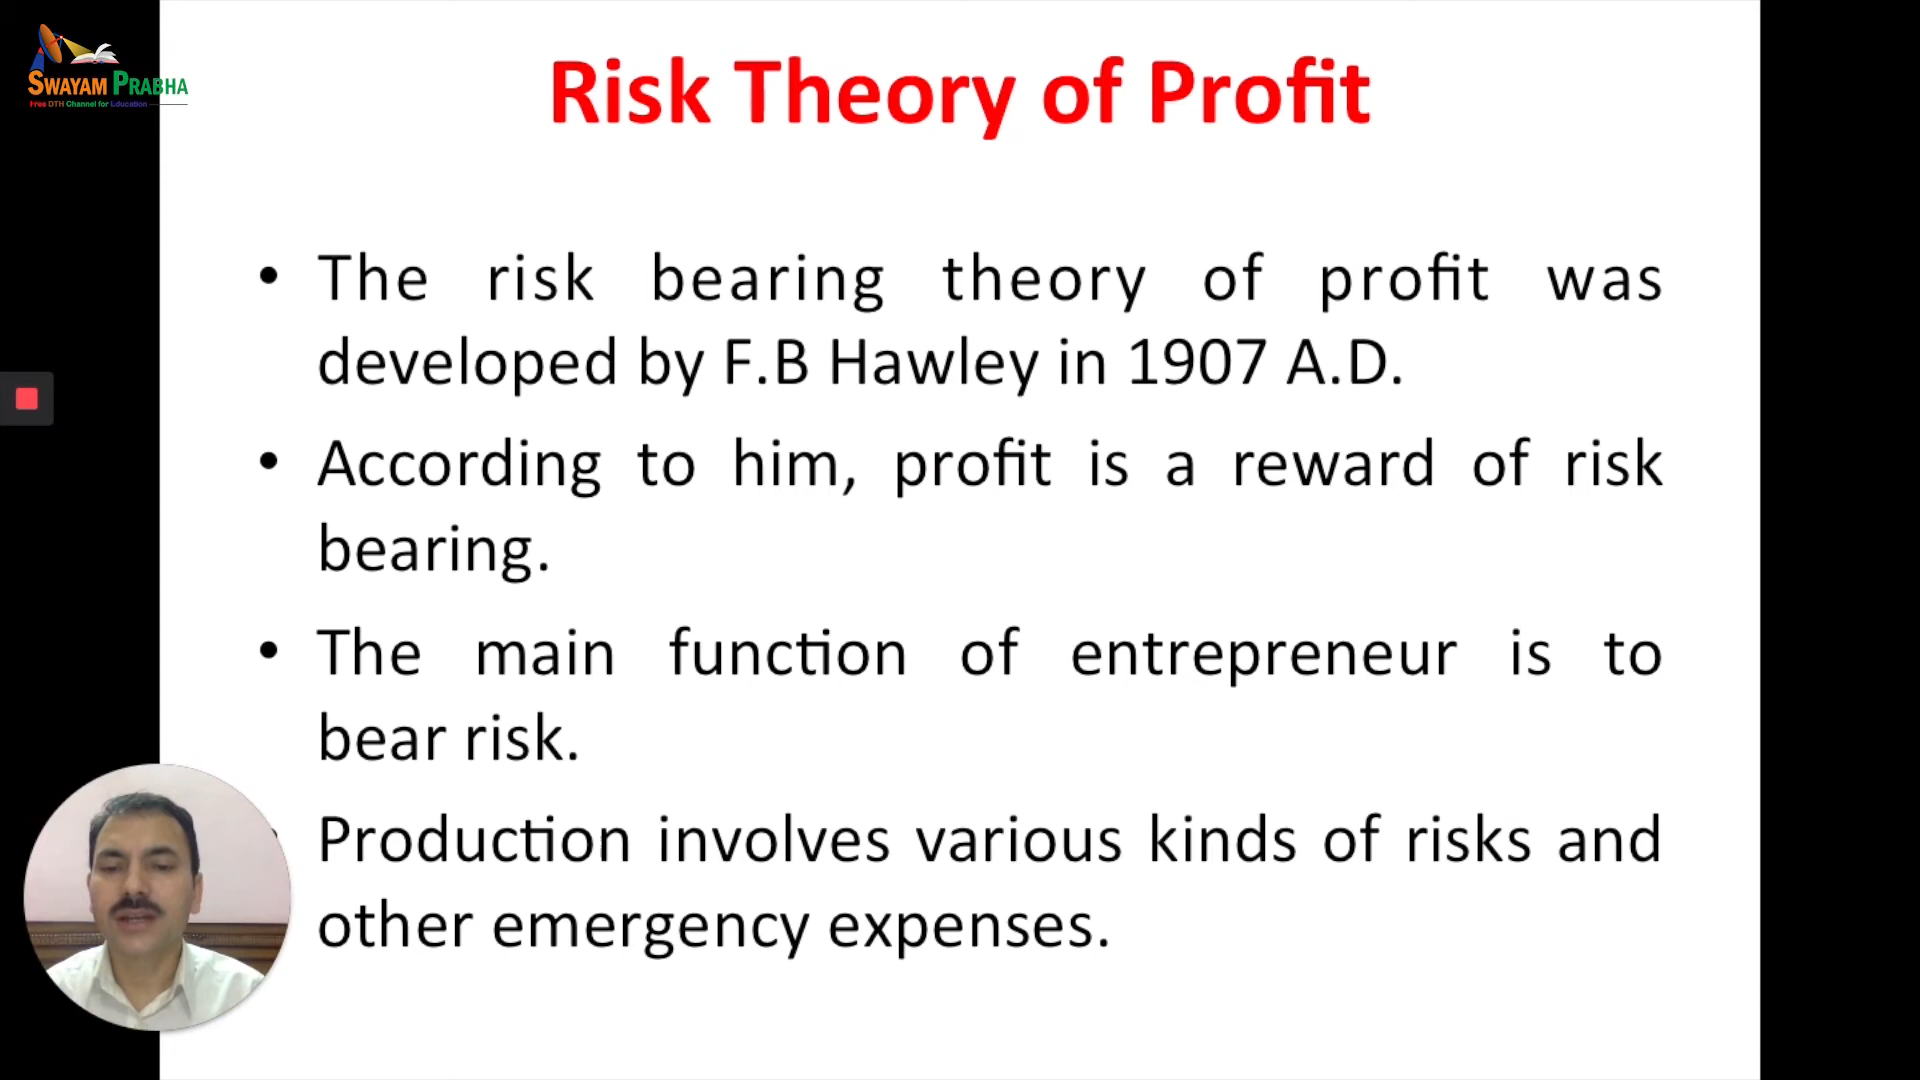 SWAYAM PRABHA
Free DTH Channel for Education
Risk Theory of Profit
• The risk bearing theory of profit was
developed by F.B Hawley in 1907 A.D.
• According to him, profit is a reward of risk
bearing.
• The main function of entrepreneur is to
bear risk.
Production involves various kinds of risks and
other emergency expenses.